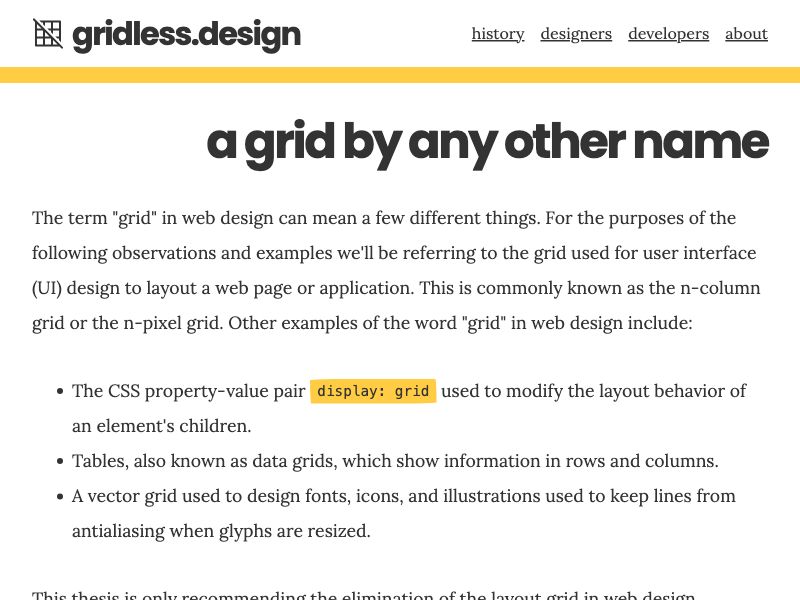 gridless.design
history designers developers about
a grid by any other name
The term "grid" in web design can mean a few different things. For the purposes of the
following observations and examples we'll be referring to the grid used for user interface
(UI) design to layout a web page or application. This is commonly known as the n-column
grid or the n-pixel grid. Other examples of the word "grid" in web design include:
• The CSS property-value pair display: grid used to modify the layout behavior of
an element's children.
• Tables, also known as data grids, which show information in rows and columns.
• A vector grid used to design fonts, icons, and illustrations used to keep lines from
antialiasing when glyphs are resized.
This thesis is only recommending the elimination of the layout grid in web design